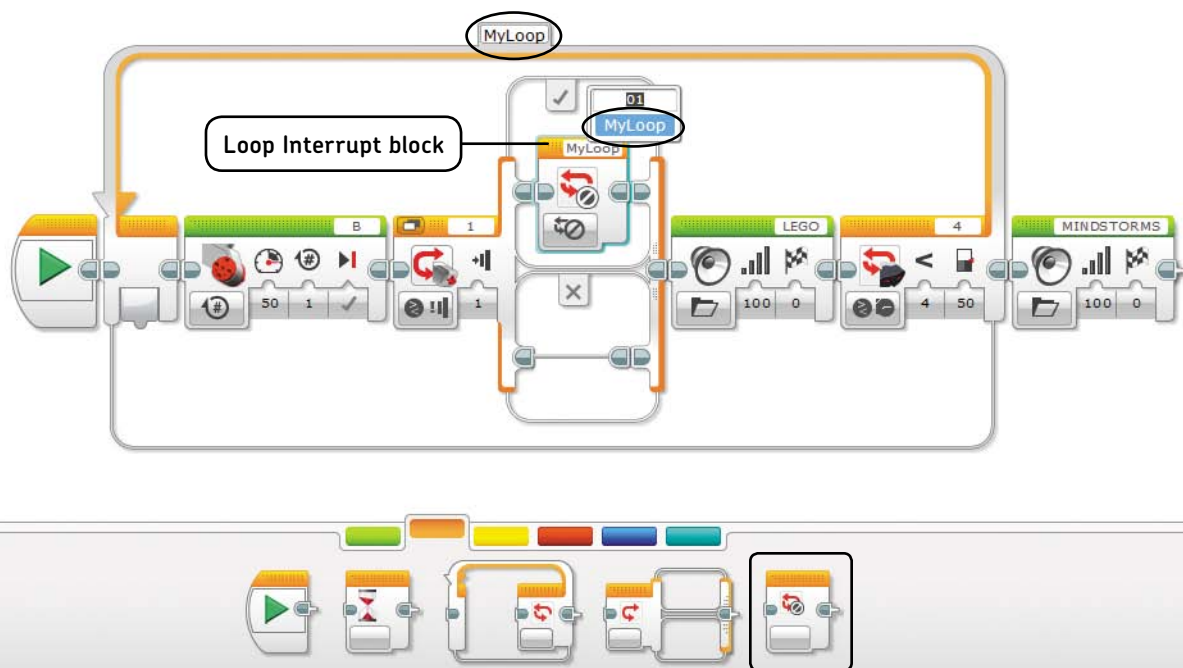 MyLoop
01
MyLoop
Loop Interrupt block
MyLoop
B
1
LEGO
4
MINDSTORMS
#
50 1
1
100 0
4 50
100 0